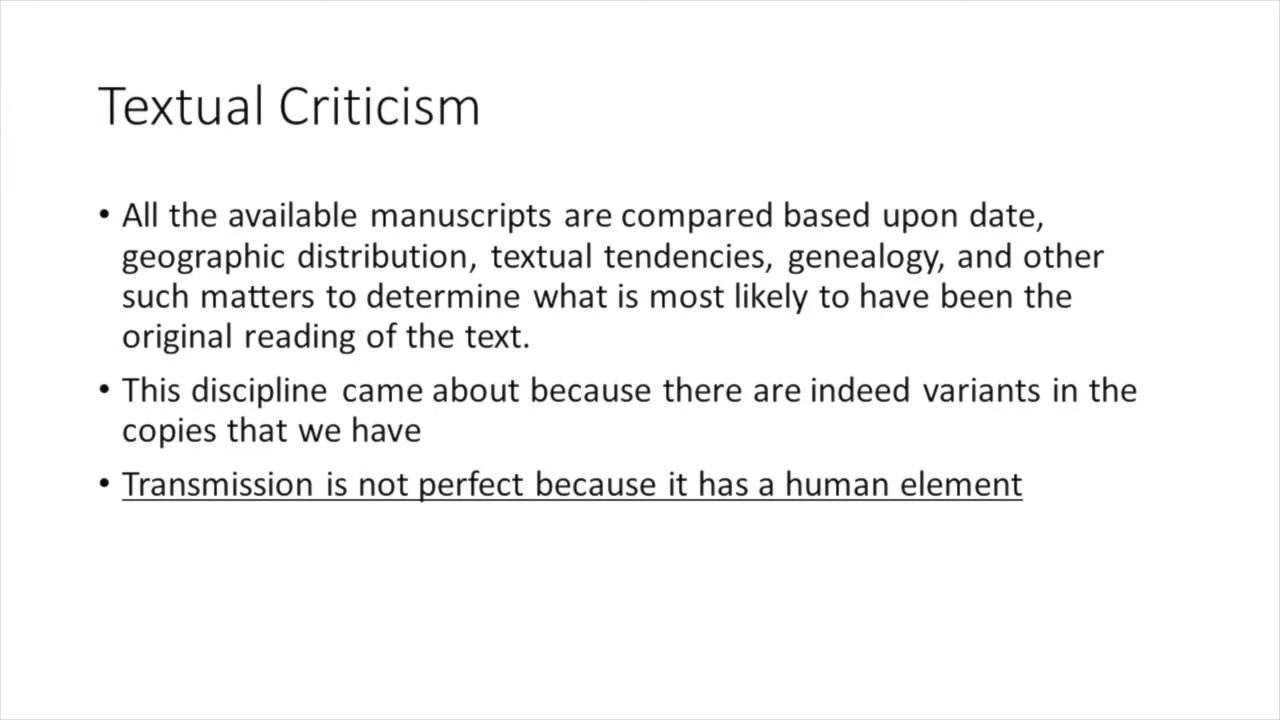 Textual Criticism
• All the available manuscripts are compared based upon date,
geographic distribution, textual tendencies, genealogy, and other
such matters to determine what is most likely to have been the
original reading of the text.
• This discipline came about because there are indeed variants in the
copies that we have
• Transmission is not perfect because it has a human element